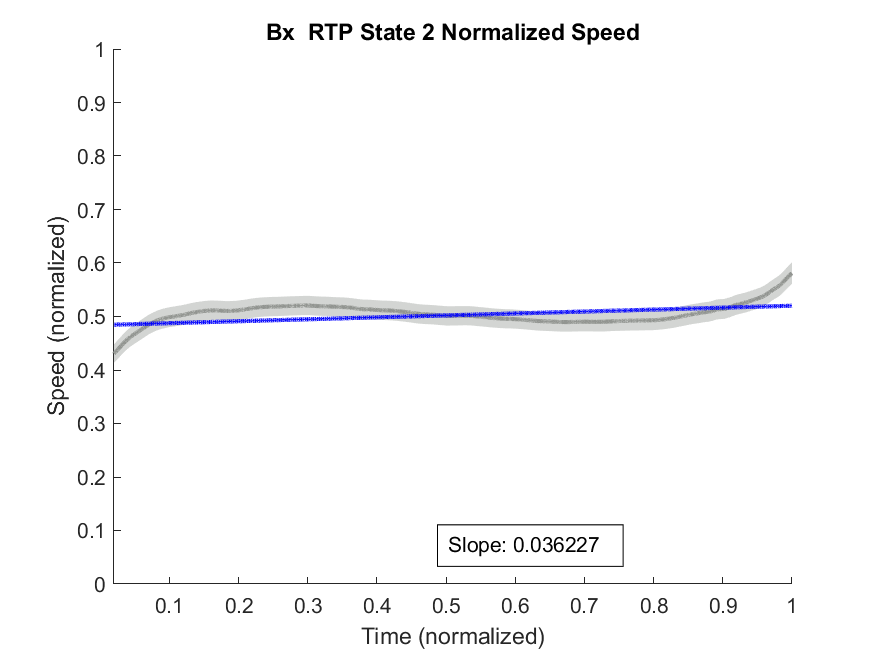 Bx  RTP State 2 Normalized Speed
1
0.9
0.8
0.7
0.6
0.5
0.4
0.3
0.2
0.1
0
Speed (normalized)
Slope: 0.036227
0.1 0.2 0.3 0.4 0.5 0.6 0.7 0.8 0.9 1
Time (normalized)